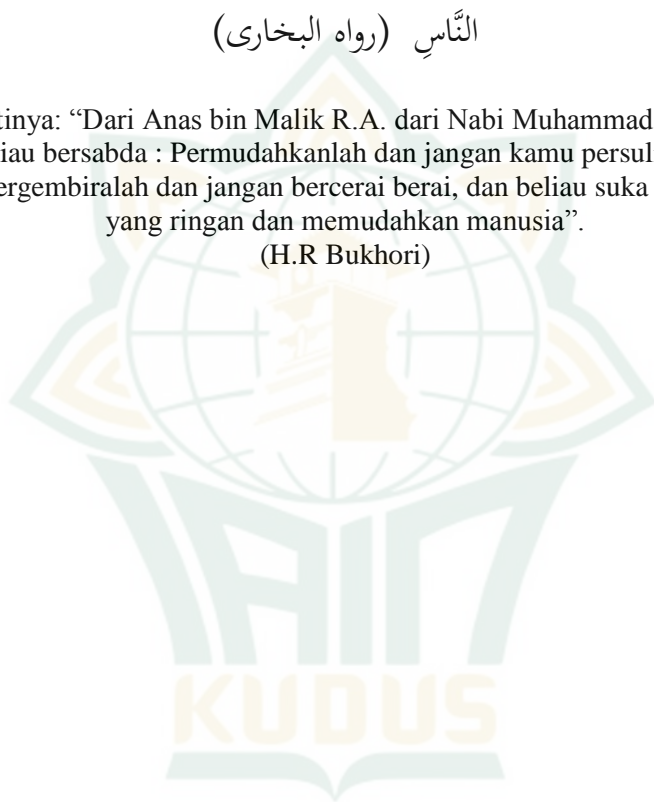 النَّاسِ (رواه البخارى)
tinya: “Dari Anas bin Malik R.A. dari Nabi Muhammad
iau bersabda : Permudahkanlah dan jangan kamu persul
ergembiralah dan jangan bercerai berai, dan beliau suka
yang ringan dan memudahkan manusia”.
(H.R Bukhori)
IAIN
KUDUS